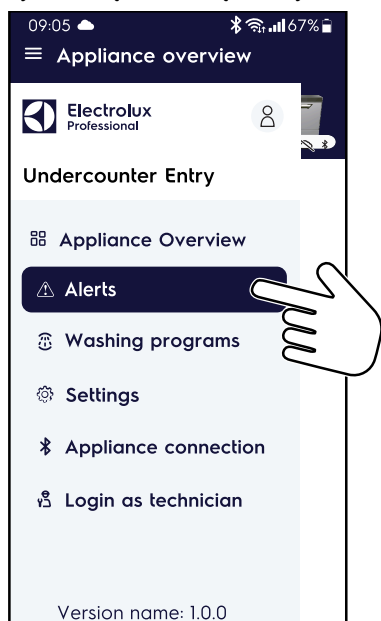 09:05 67%
Appliance overview
Electrolux
Professional
Undercounter Entry
Appliance Overview
Alerts
Washing programs
Settings
Appliance connection
Login as technician
Version name: 1.0.0